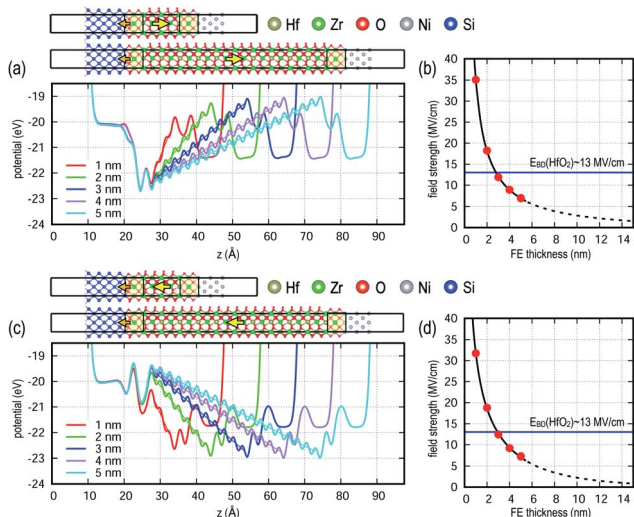 Hf Zr O Ni Si
(a)
-19
-20
-21
-22
-23
-24
potential (eV)
1 nm
2 nm
3 nm
4 nm
5 nm
0 10 20 30 40 50 60 70 80 90
z (Å)
(b)
40
35
30
25
20
15
10
5
0
field strength (MV/cm)
EBD(HfO2)~13 MV/cm
0 2 4 6 8 10 12 14
FE thickness (nm)
Hf Zr O Ni Si
(c)
-19
-20
-21
-22
-23
-24
potential (eV)
1 nm
2 nm
3 nm
4 nm
5 nm
0 10 20 30 40 50 60 70 80 90
z (Å)
(d)
40
35
30
25
20
15
10
5
0
field strength (MV/cm)
EBD(HfO2)~13 MV/cm
0 2 4 6 8 10 12 14
FE thickness (nm)